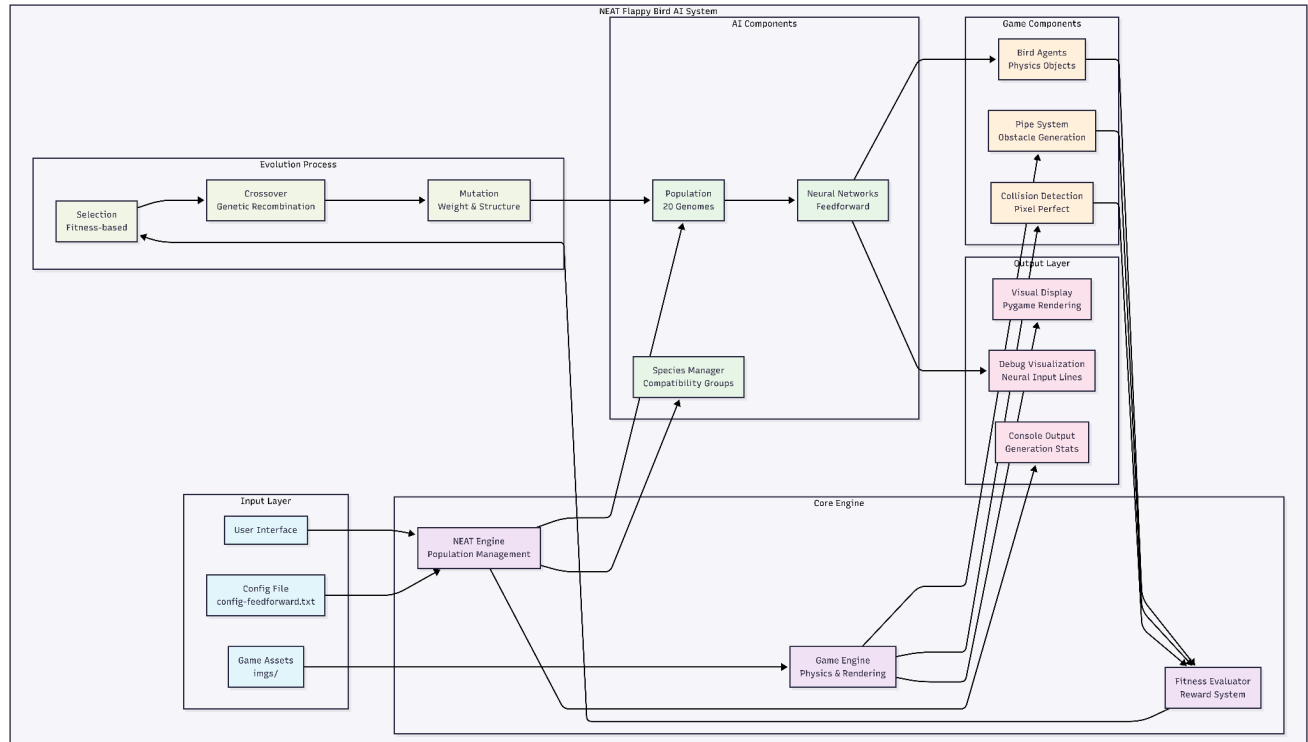 NEAT Flappy Bird AI System
AI Components
Game Components
Bird Agents
Physics Objects
Pipe System
Obstacle Generation
Evolution Process
Crossover
Genetic Recombination
Mutation
Weight & Structure
Population
20 Genomes
Neural Networks
Feedforward
Collision Detection
Pixel Perfect
Selection
Fitness-based
Output Layer
Visual Display
Pygame Rendering
Species Manager
Compatibility Groups
Debug Visualization
Neural Input Lines
Console Output
Generation Stats
Input Layer
Core Engine
User Interface
NEAT Engine
Population Management
Config File
config-feedforward.txt
Game Assets
imgs/
Game Engine
Physics & Rendering
Fitness Evaluator
Reward System